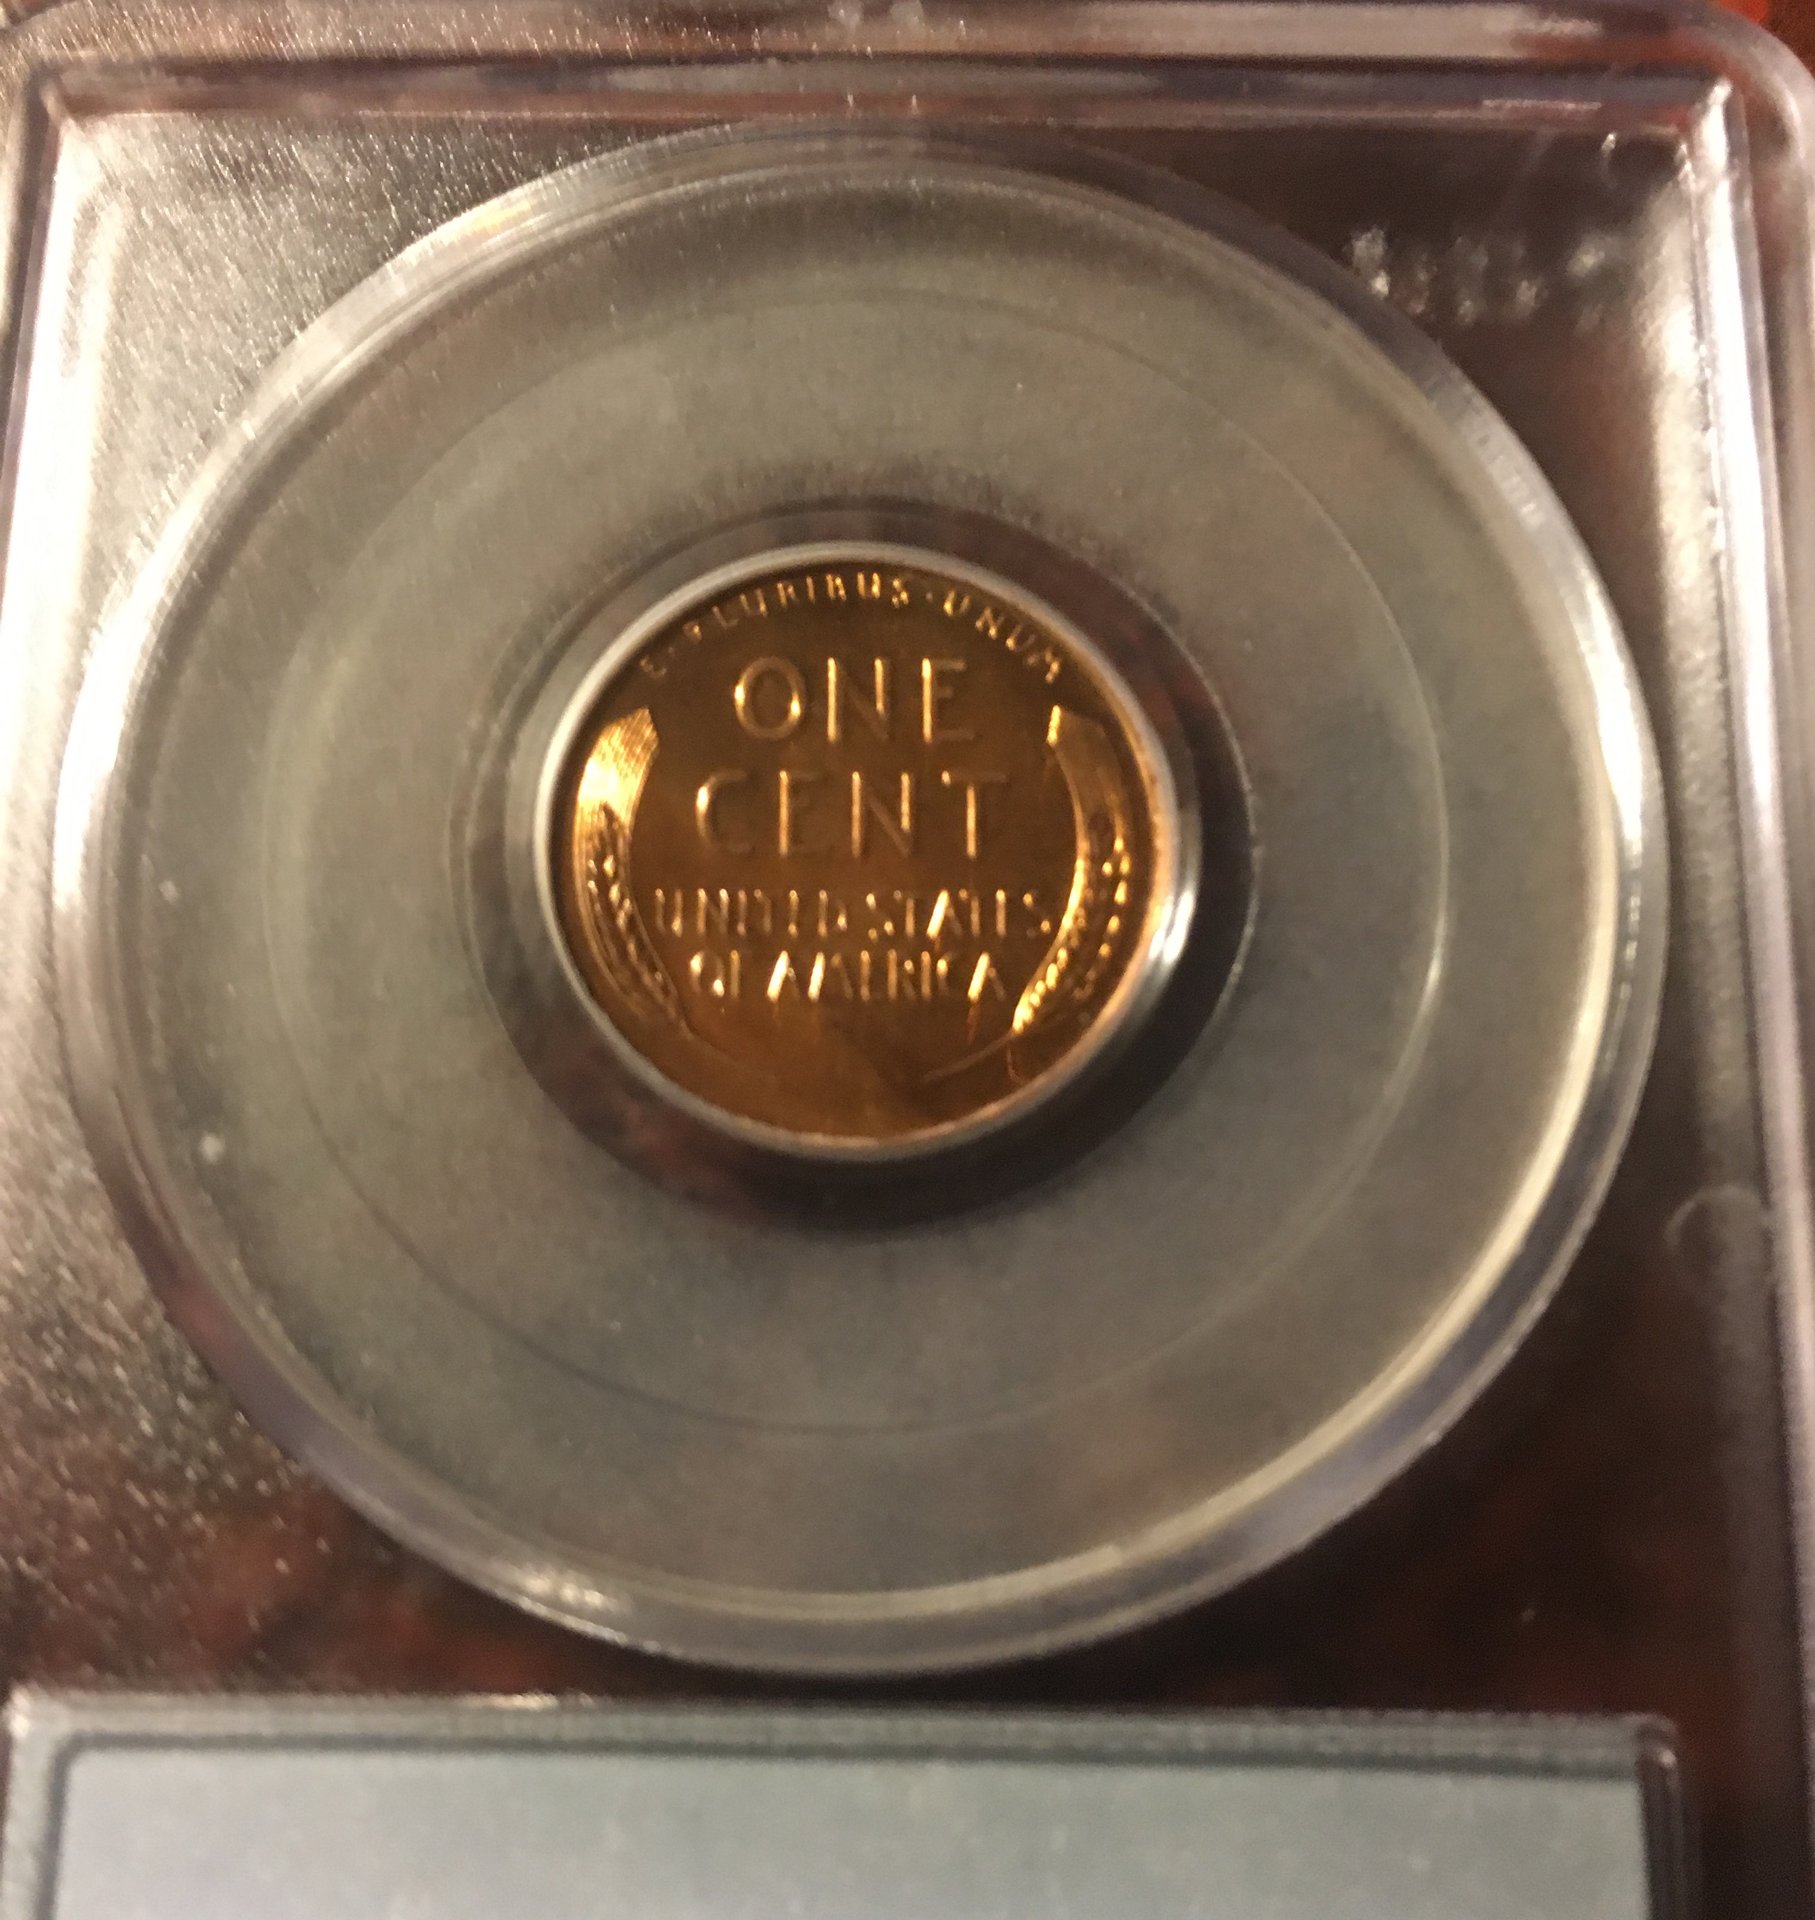 E·PLURIBUS·UNUM
ONE
CENT
UNITED STATES
OF AMERICA